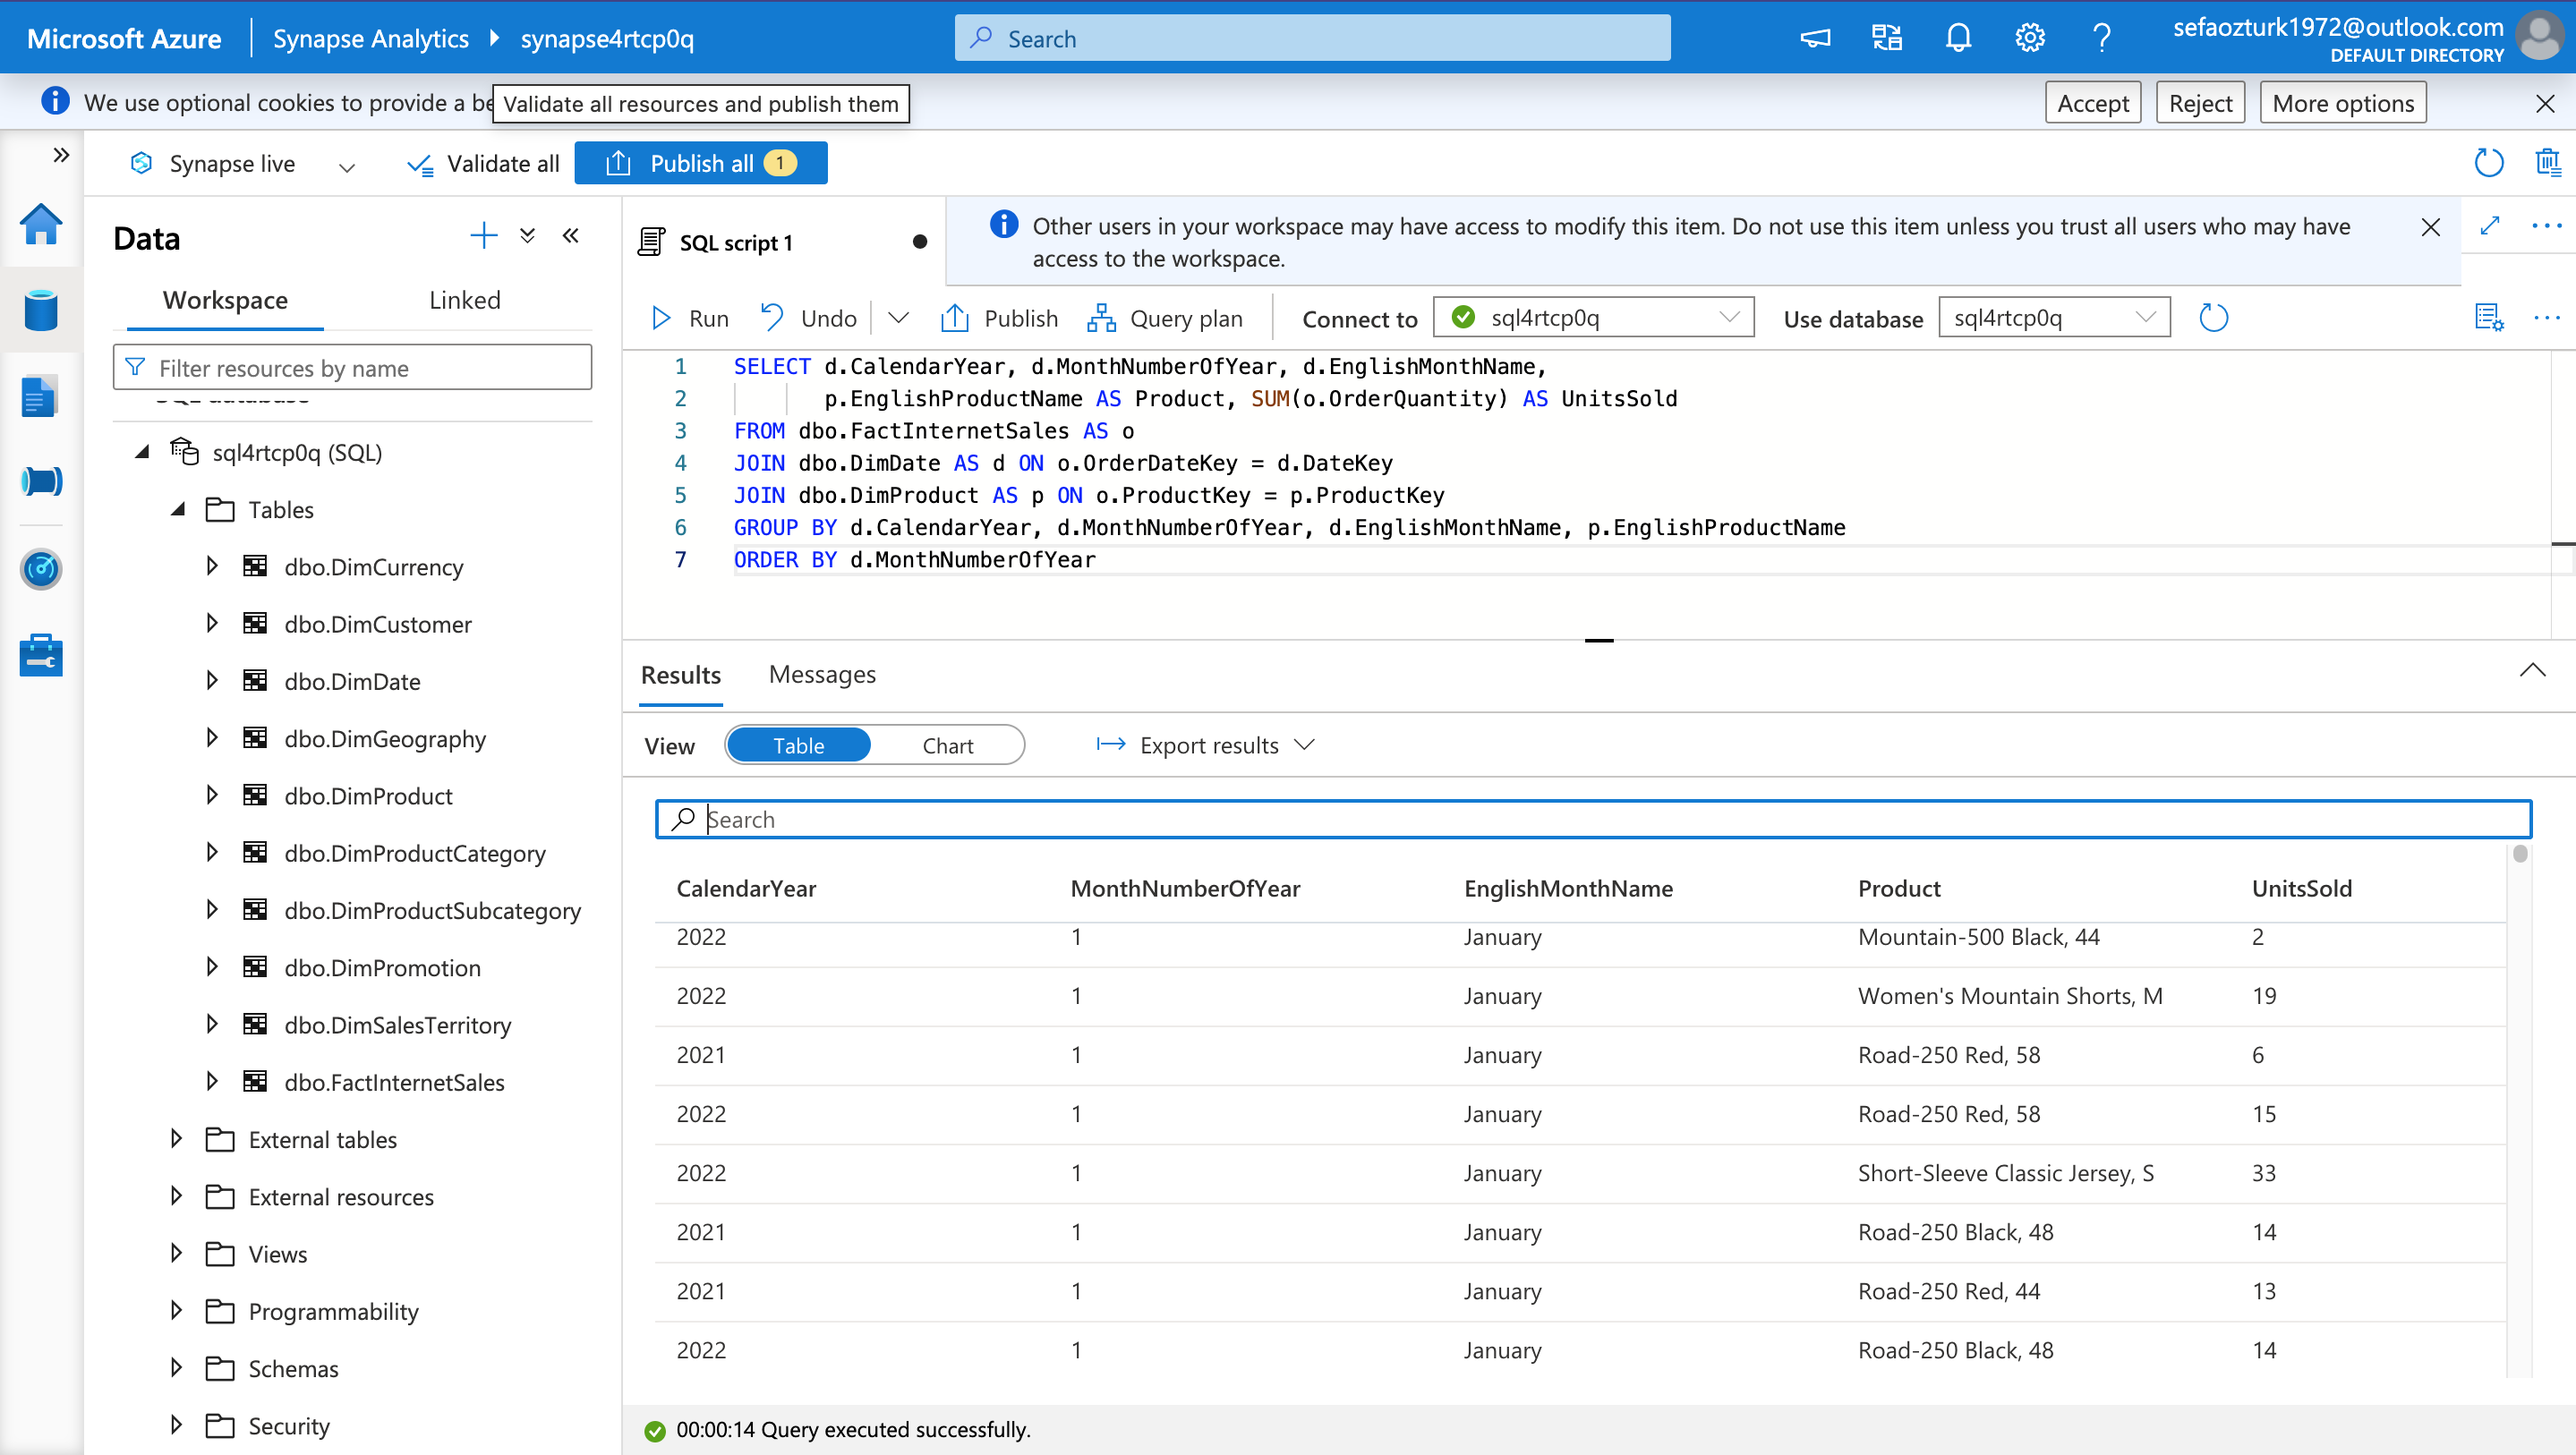 Microsoft Azure
Synapse Analytics
synapse4rtcp0q
Search
sefaozturk1972@outlook.com
DEFAULT DIRECTORY
We use optional cookies to provide a be
Validate all resources and publish them
Accept
Reject
More options
Synapse live
Validate all
Publish all 1
Data
Workspace
Linked
Filter resources by name
SQL database
sql4rtcp0q (SQL)
Tables
dbo.DimCurrency
dbo.DimCustomer
dbo.DimDate
dbo.DimGeography
dbo.DimProduct
dbo.DimProductCategory
dbo.DimProductSubcategory
dbo.DimPromotion
dbo.DimSalesTerritory
dbo.FactInternetSales
External tables
External resources
Views
Programmability
Schemas
Security
SQL script 1
Other users in your workspace may have access to modify this item. Do not use this item unless you trust all users who may have
access to the workspace.
Run
Undo
Publish
Query plan
Connect to
sql4rtcp0q
Use database
sql4rtcp0q
1 SELECT d.CalendarYear, d.MonthNumberOfYear, d.EnglishMonthName,
2 p.EnglishProductName AS Product, SUM(o.OrderQuantity) AS UnitsSold
3 FROM dbo.FactInternetSales AS o
4 JOIN dbo.DimDate AS d ON o.OrderDateKey = d.DateKey
5 JOIN dbo.DimProduct AS p ON o.ProductKey = p.ProductKey
6 GROUP BY d.CalendarYear, d.MonthNumberOfYear, d.EnglishMonthName, p.EnglishProductName
7 ORDER BY d.MonthNumberOfYear
Results
Messages
View
Table
Chart
Export results
Search
CalendarYear MonthNumberOfYear EnglishMonthName Product UnitsSold
2022 1 January Mountain-500 Black, 44 2
2022 1 January Women's Mountain Shorts, M 19
2021 1 January Road-250 Red, 58 6
2022 1 January Road-250 Red, 58 15
2022 1 January Short-Sleeve Classic Jersey, S 33
2021 1 January Road-250 Black, 48 14
2021 1 January Road-250 Red, 44 13
2022 1 January Road-250 Black, 48 14
00:00:14 Query executed successfully.